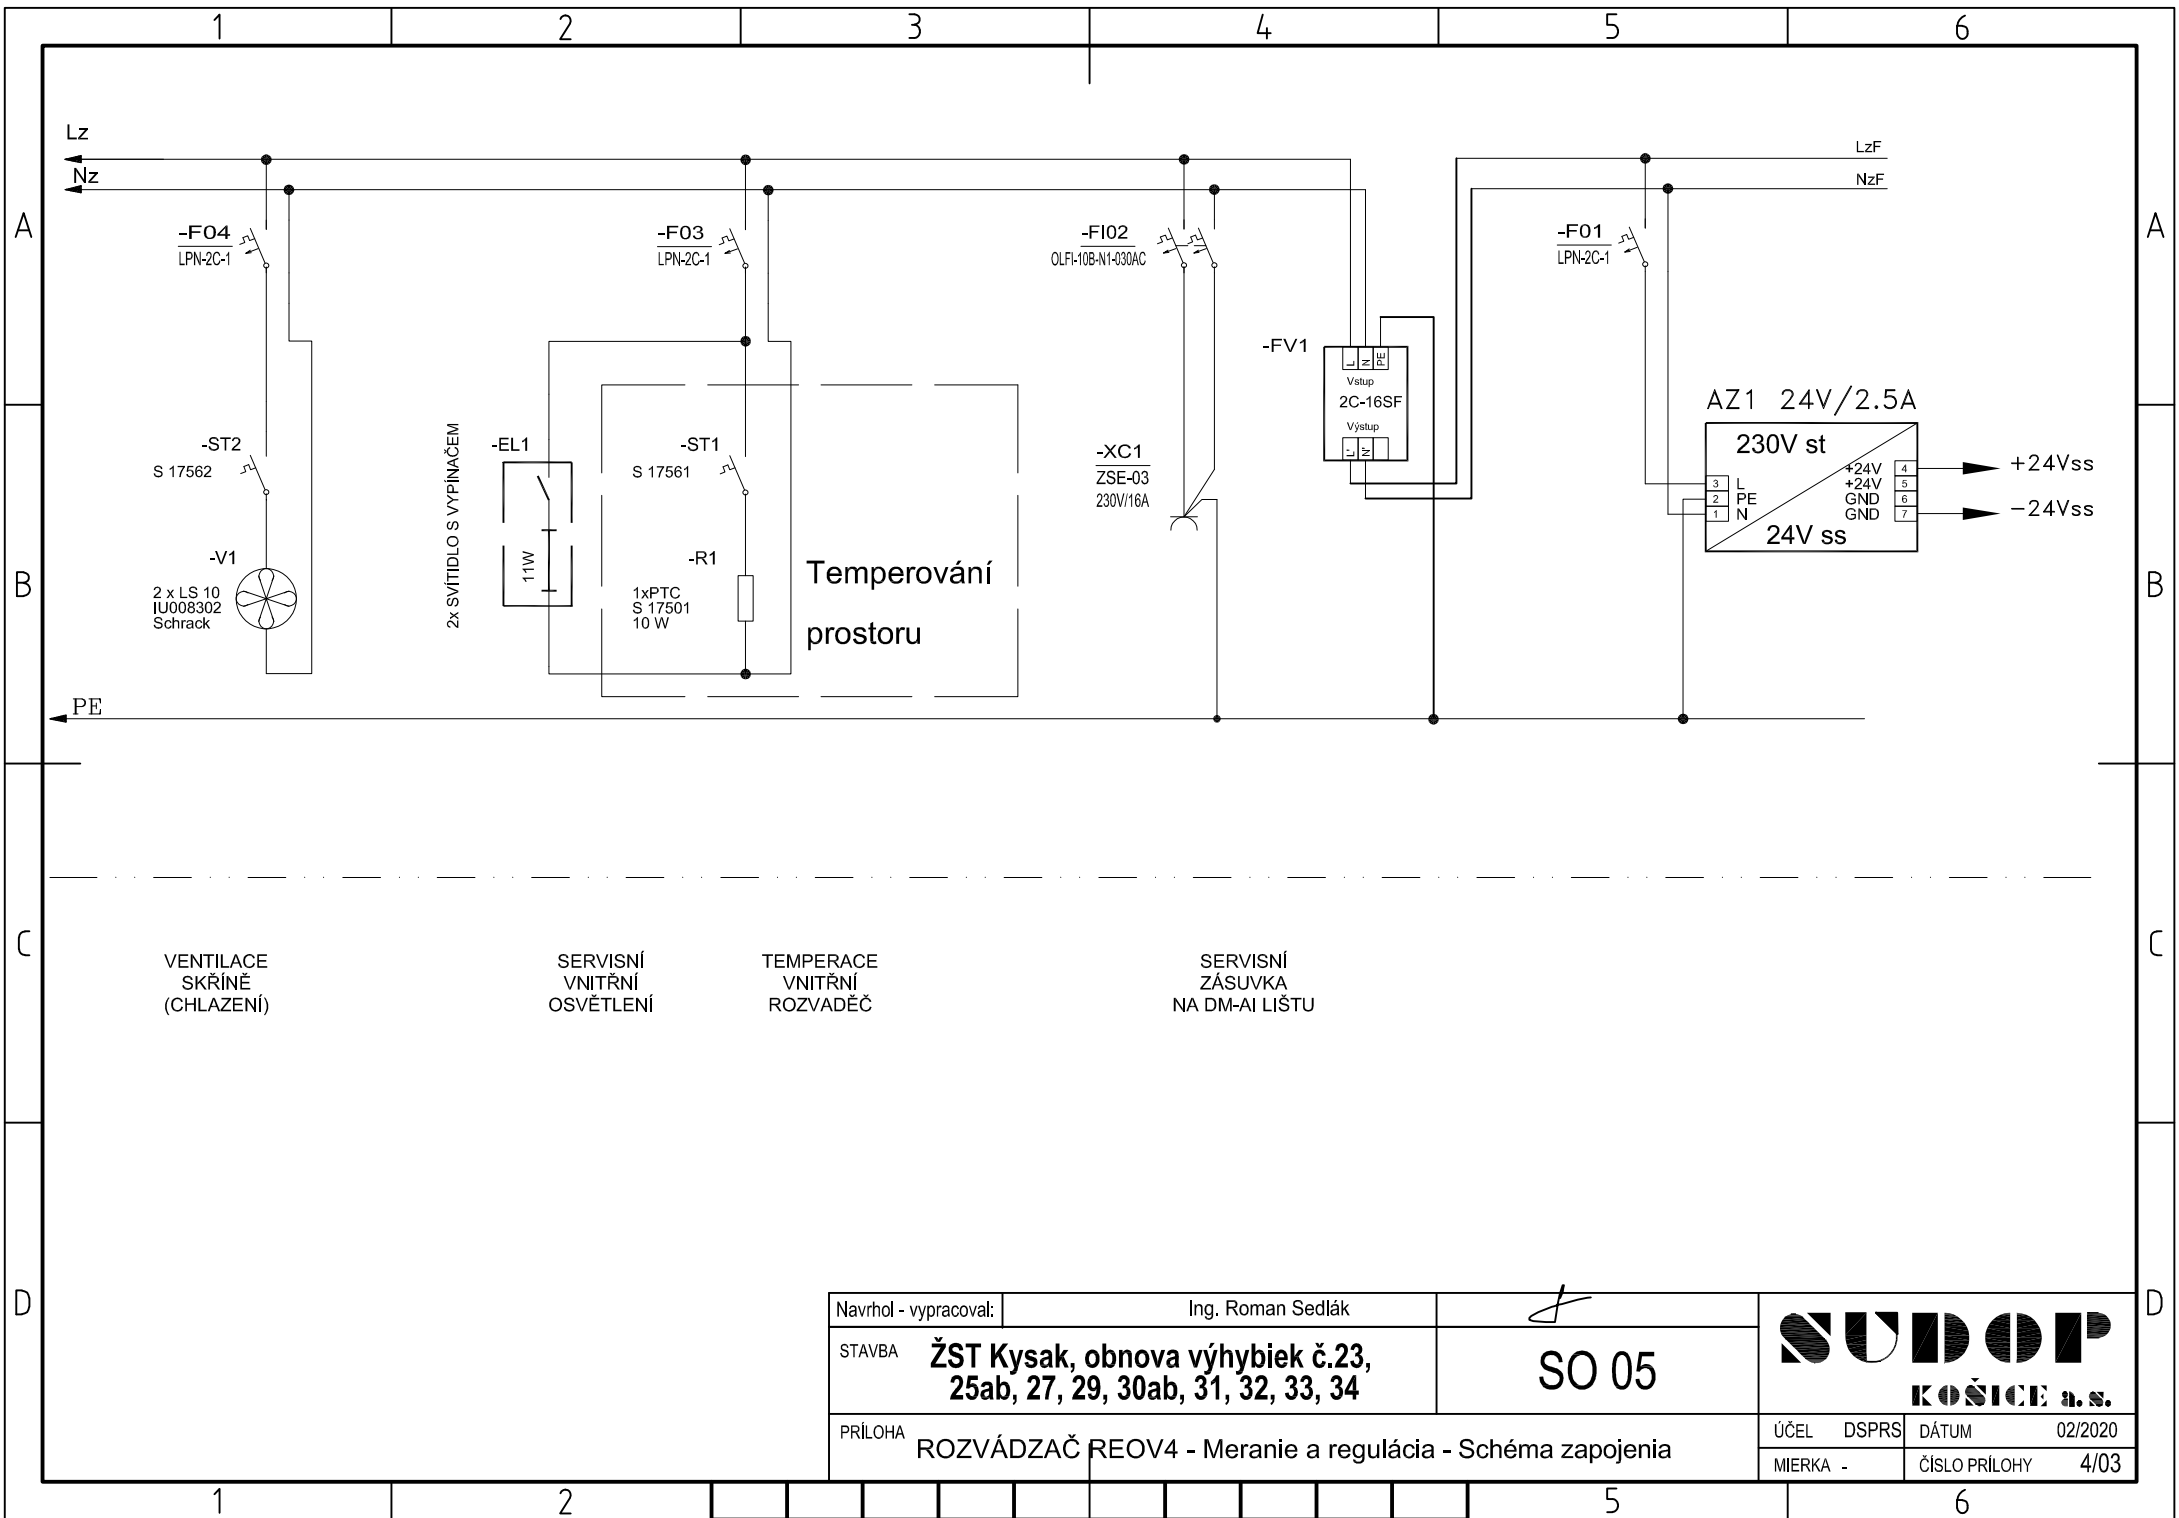 1 2 3 4 5 6
A
B
C
D
A
B
C
D
Lz
Nz
-F04
LPN-2C-1
-ST2
S 17562
-V1
2 x LS 10
IU008302
Schrack
2x SVÍTIDLO S VYPÍNAČEM
-EL1
11W
-F03
LPN-2C-1
-ST1
S 17561
-R1
1xPTC
S 17501
10 W
Temperování
prostoru
-FI02
OLFI-10B-N1-030AC
-XC1
ZSE-03
230V/16A
-FV1
L N PE
Vstup
2C-16SF
Výstup
L' N'
LzF
NzF
-F01
LPN-2C-1
AZ1 24V/2.5A
230V st
3 L
2 PE
1 N
+24V 4
+24V 5
GND 6
GND 7
24V ss
+24Vss
-24Vss
PE
VENTILACE
SKŘÍNĚ
(CHLAZENÍ)
SERVISNÍ
VNITŘNÍ
OSVĚTLENÍ
TEMPERACE
VNITŘNÍ
ROZVADĚČ
SERVISNÍ
ZÁSUVKA
NA DM-AI LIŠTU
Navrhol - vypracoval: Ing. Roman Sedlák
STAVBA ŽST Kysak, obnova výhybiek č.23,
25ab, 27, 29, 30ab, 31, 32, 33, 34
SO 05
PRÍLOHA ROZVÁDZAČ REOV4 - Meranie a regulácia - Schéma zapojenia
SUDOP
KOŠICE a.s.
ÚČEL DSPRS DÁTUM 02/2020
MIERKA - ČÍSLO PRÍLOHY 4/03
1 2 5 6